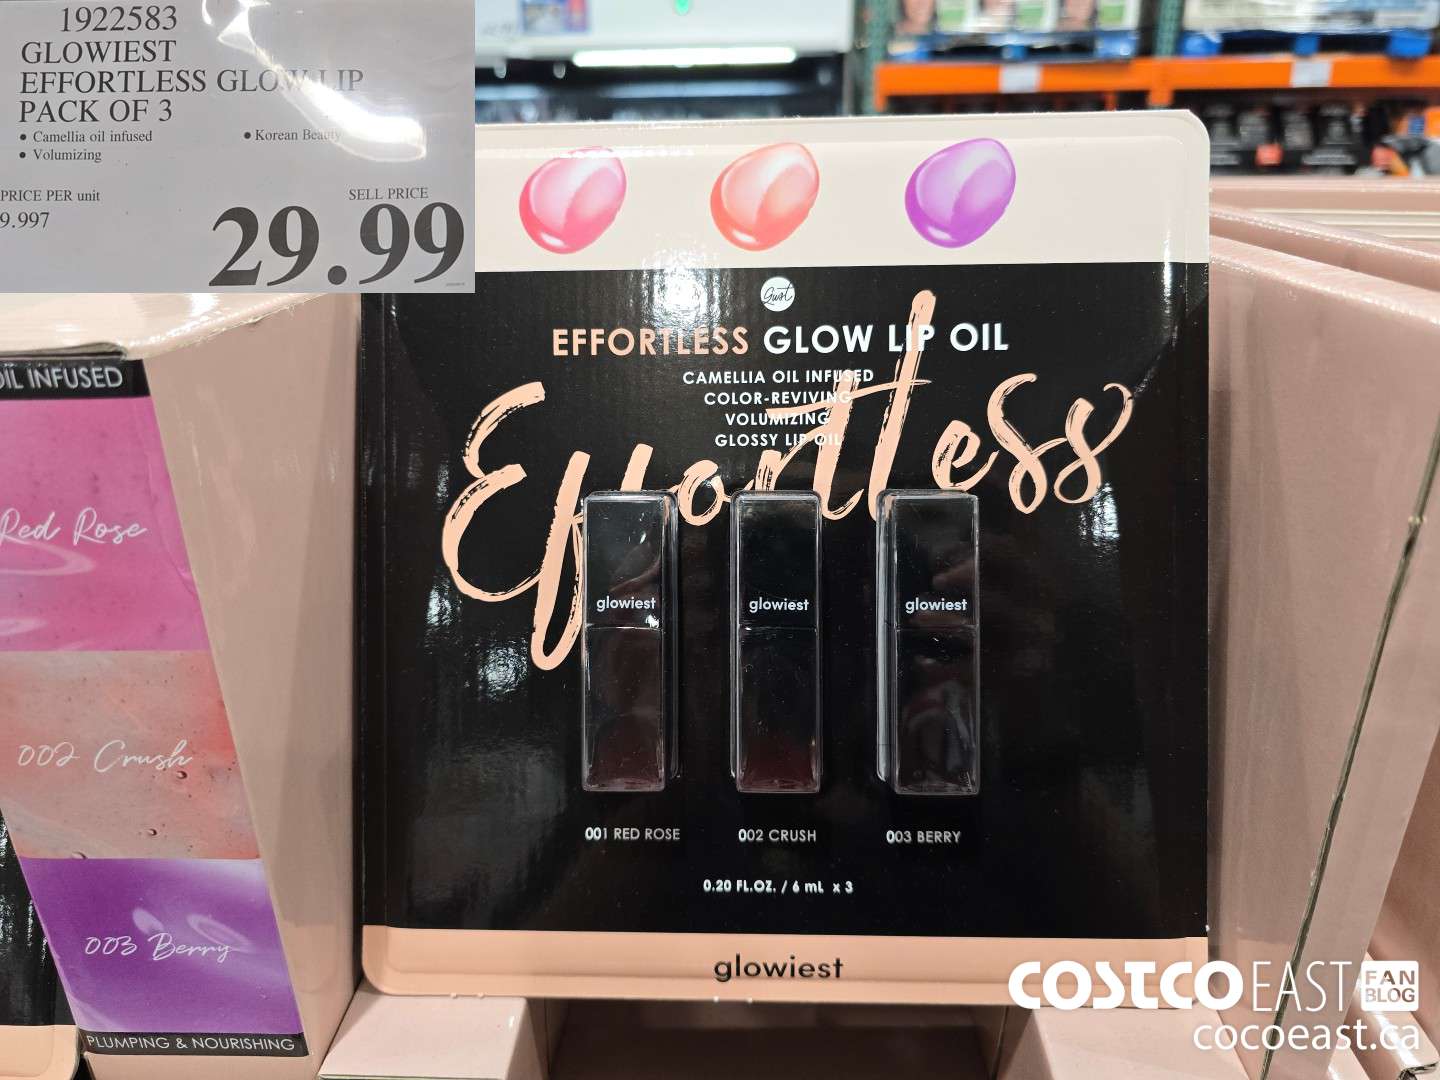 1922583
GLOWIEST
EFFORTLESS GLOW LIP
PACK OF 3
• Camellia oil infused
• Korean Beauty
• Volumizing
PRICE PER unit
9.997
SELL PRICE
29.99
Gust
EFFORTLESS GLOW LIP OIL
CAMELLIA OIL INFUSED
COLOR-REVIVING
VOLUMIZING
GLOSSY LIP OIL
Effortless
glowiest
glowiest
glowiest
001 RED ROSE
002 CRUSH
003 BERRY
0.20 FL.OZ. / 6 mL x 3
glowiest
OIL INFUSED
Red Rose
002 Crush
003 Berry
PLUMPING & NOURISHING
COSTCO EAST FAN BLOG
cocoeast.ca